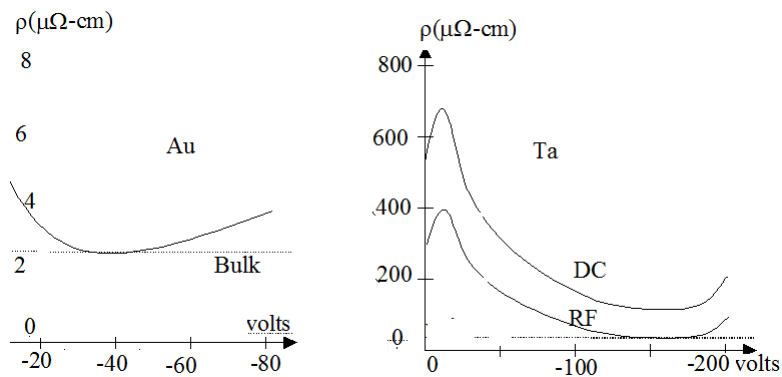 ρ(μΩ-cm)
8
6
Au
4
2
Bulk
0
volts
-20 -40 -60 -80
ρ(μΩ-cm)
800
600
Ta
400
200
DC
RF
0
0 -100 -200 volts